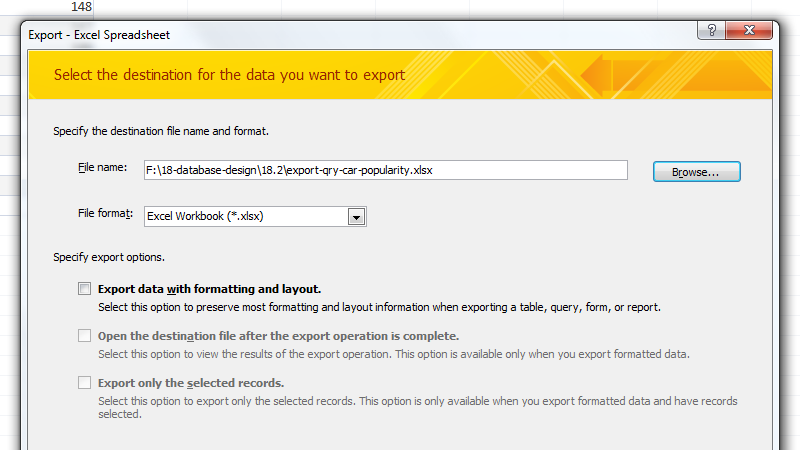 148
Export - Excel Spreadsheet
Select the destination for the data you want to export
Specify the destination file name and format.
File name: F:\18-database-design\18.2\export-qry-car-popularity.xlsx Browse...
File format: Excel Workbook (*.xlsx)
Specify export options.
Export data with formatting and layout.
Select this option to preserve most formatting and layout information when exporting a table, query, form, or report.
Open the destination file after the export operation is complete.
Select this option to view the results of the export operation. This option is available only when you export formatted data.
Export only the selected records.
Select this option to export only the selected records. This option is only available when you export formatted data and have records
selected.